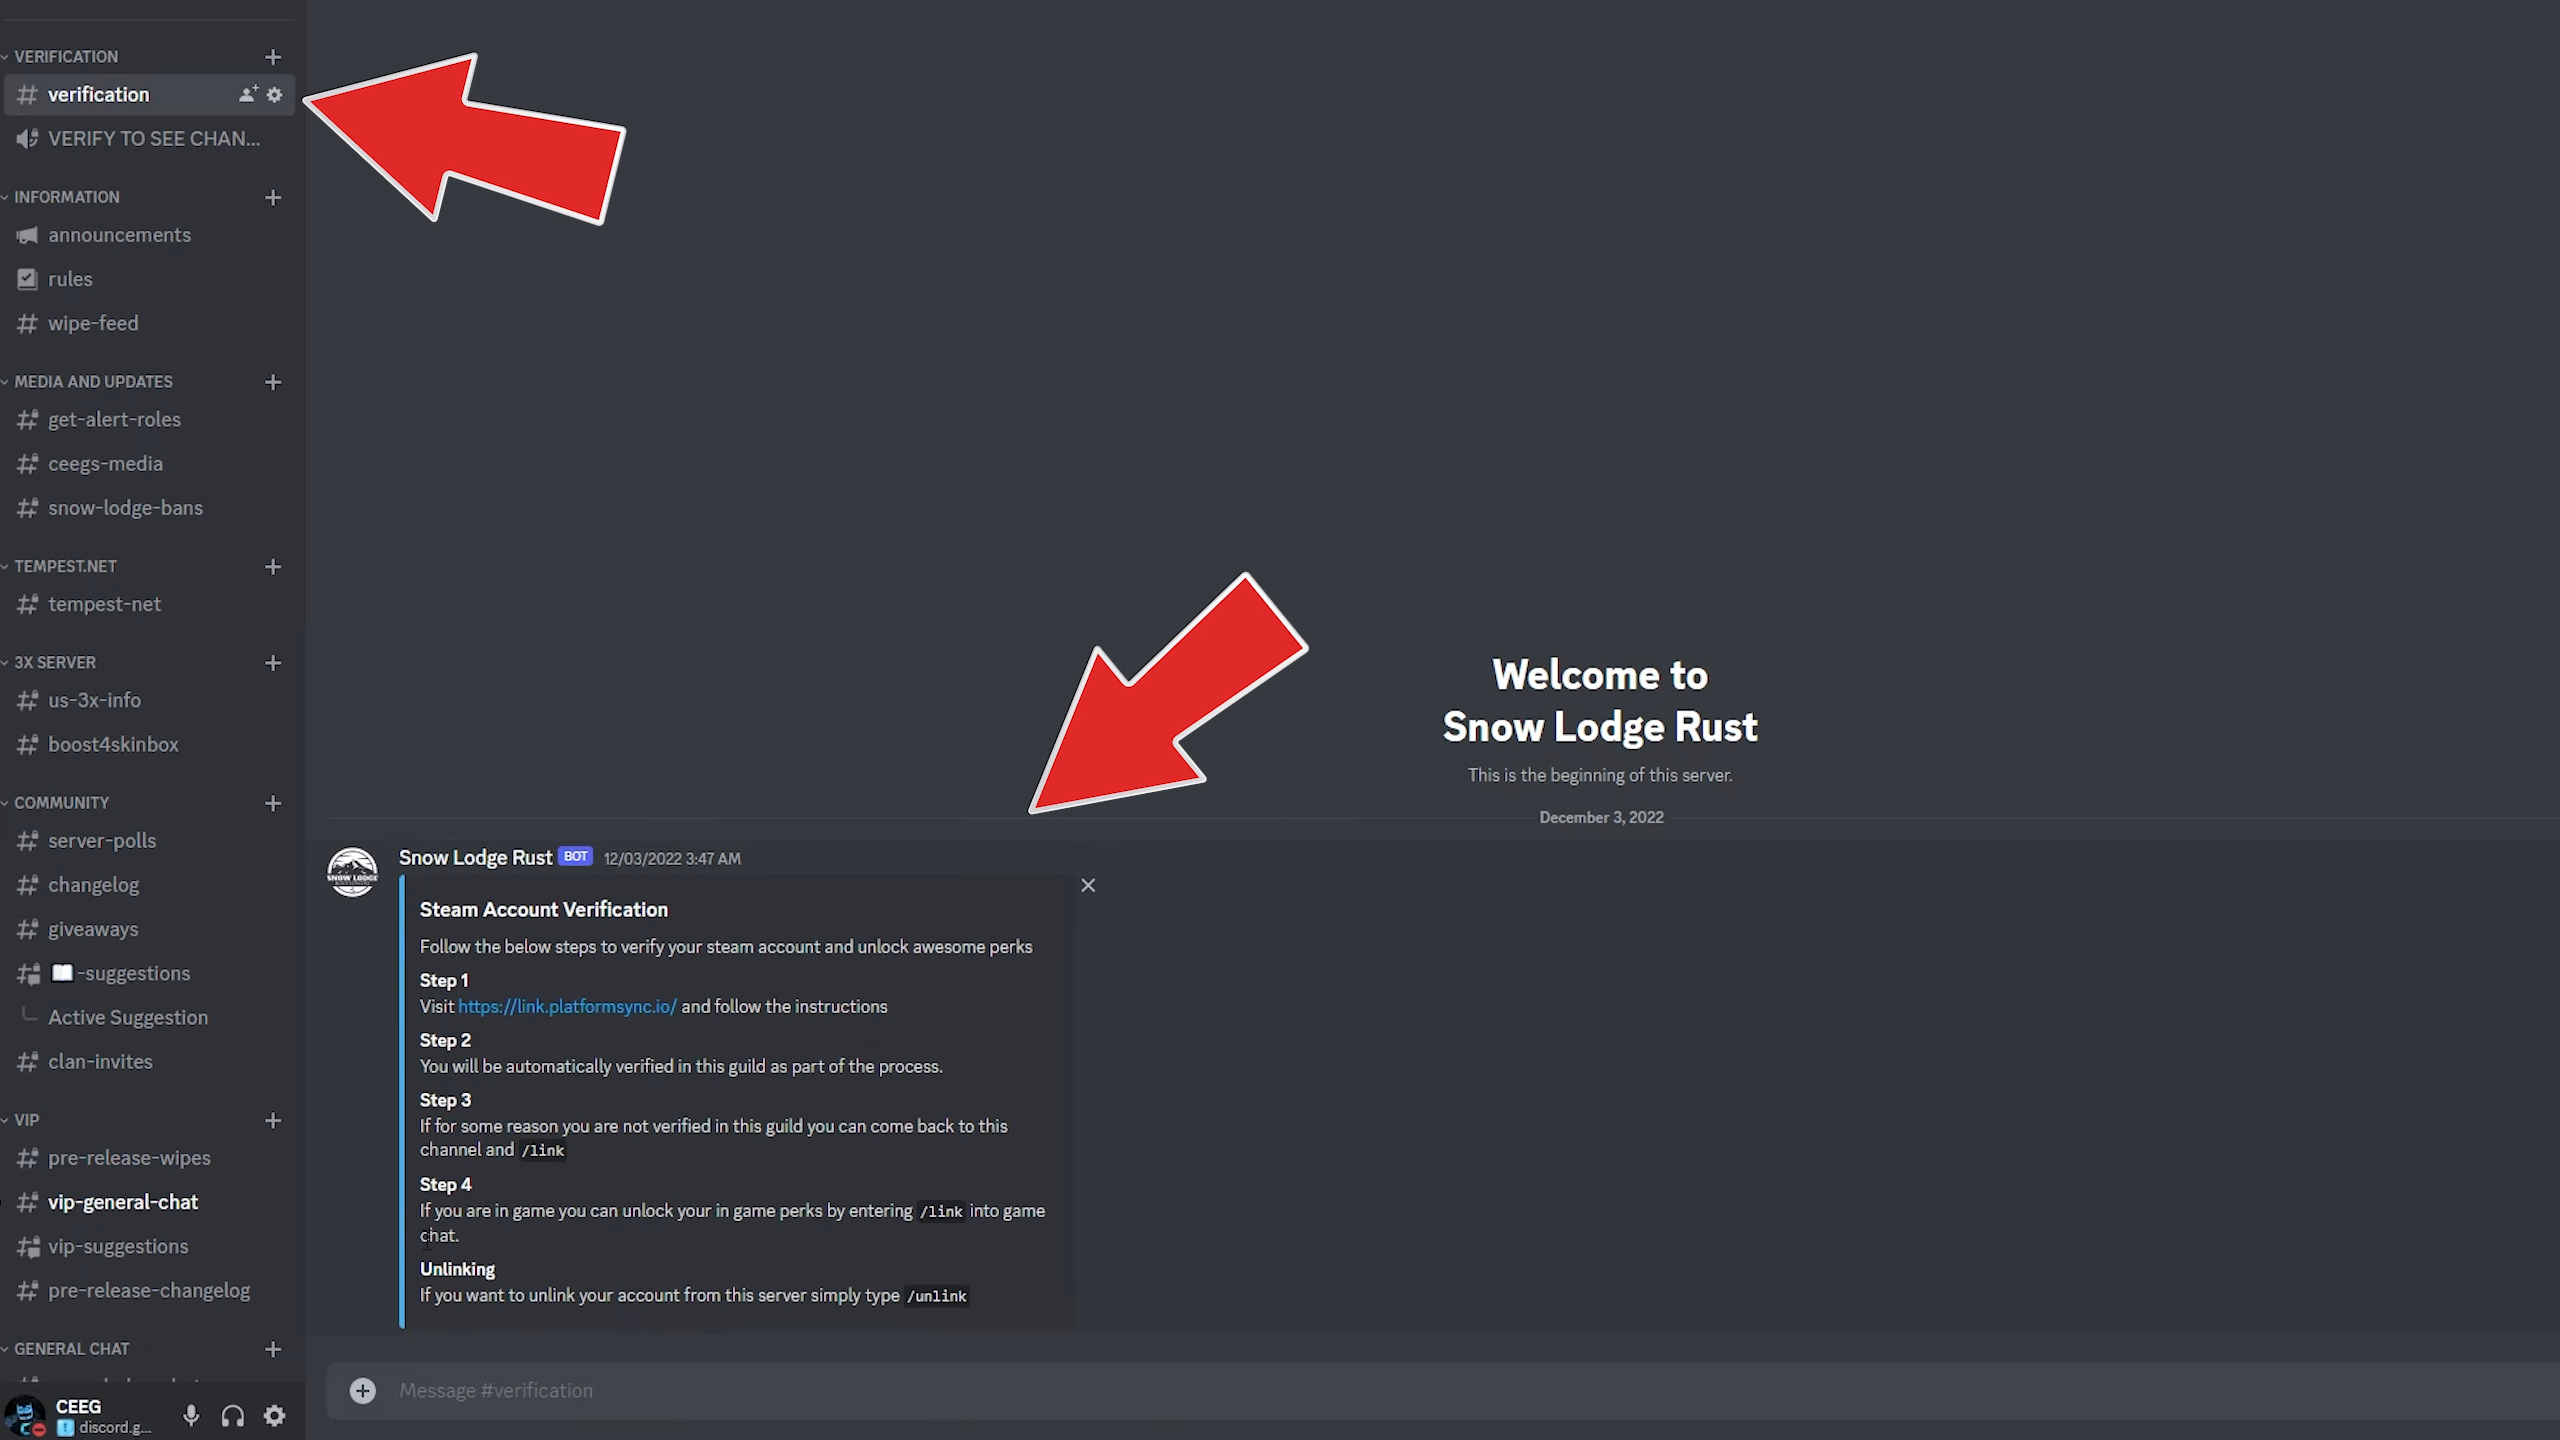 VERIFICATION
verification
VERIFY TO SEE CHAN...
INFORMATION
announcements
rules
wipe-feed
MEDIA AND UPDATES
get-alert-roles
ceegs-media
snow-lodge-bans
TEMPEST.NET
tempest-net
3X SERVER
us-3x-info
boost4skinbox
COMMUNITY
server-polls
changelog
giveaways
-suggestions
Active Suggestion
clan-invites
VIP
pre-release-wipes
vip-general-chat
vip-suggestions
pre-release-changelog
GENERAL CHAT
CEEG
discord.g...
Welcome to
Snow Lodge Rust
This is the beginning of this server.
December 3, 2022
SNOW LODGE
Snow Lodge Rust BOT 12/03/2022 3:47 AM
Steam Account Verification
Follow the below steps to verify your steam account and unlock awesome perks
Step 1
Visit https://link.platformsync.io/ and follow the instructions
Step 2
You will be automatically verified in this guild as part of the process.
Step 3
If for some reason you are not verified in this guild you can come back to this
channel and /link
Step 4
If you are in game you can unlock your in game perks by entering /link into game
chat.
Unlinking
If you want to unlink your account from this server simply type /unlink
Message #verification